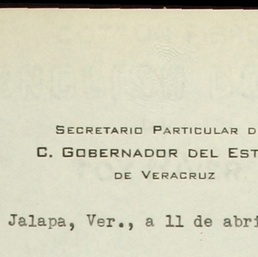 SECRETARIO PARTICULAR D
C. GOBERNADOR DEL EST
DE VERACRUZ
Jalapa, Ver., a 11 de abri